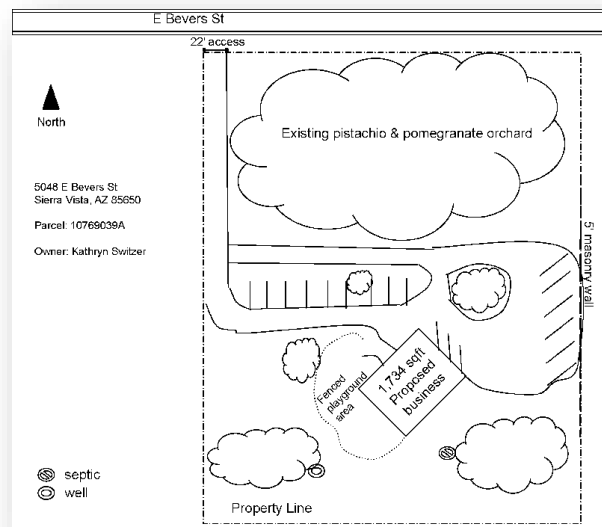 E Bevers St
22' access
North
Existing pistachio & pomegranate orchard
5048 E Bevers St
Sierra Vista, AZ 85650
Parcel: 10769039A
Owner: Kathryn Switzer
5' masonry wall
1,734 sqft
Proposed
business
Fenced
playground
area
septic
well
Property Line